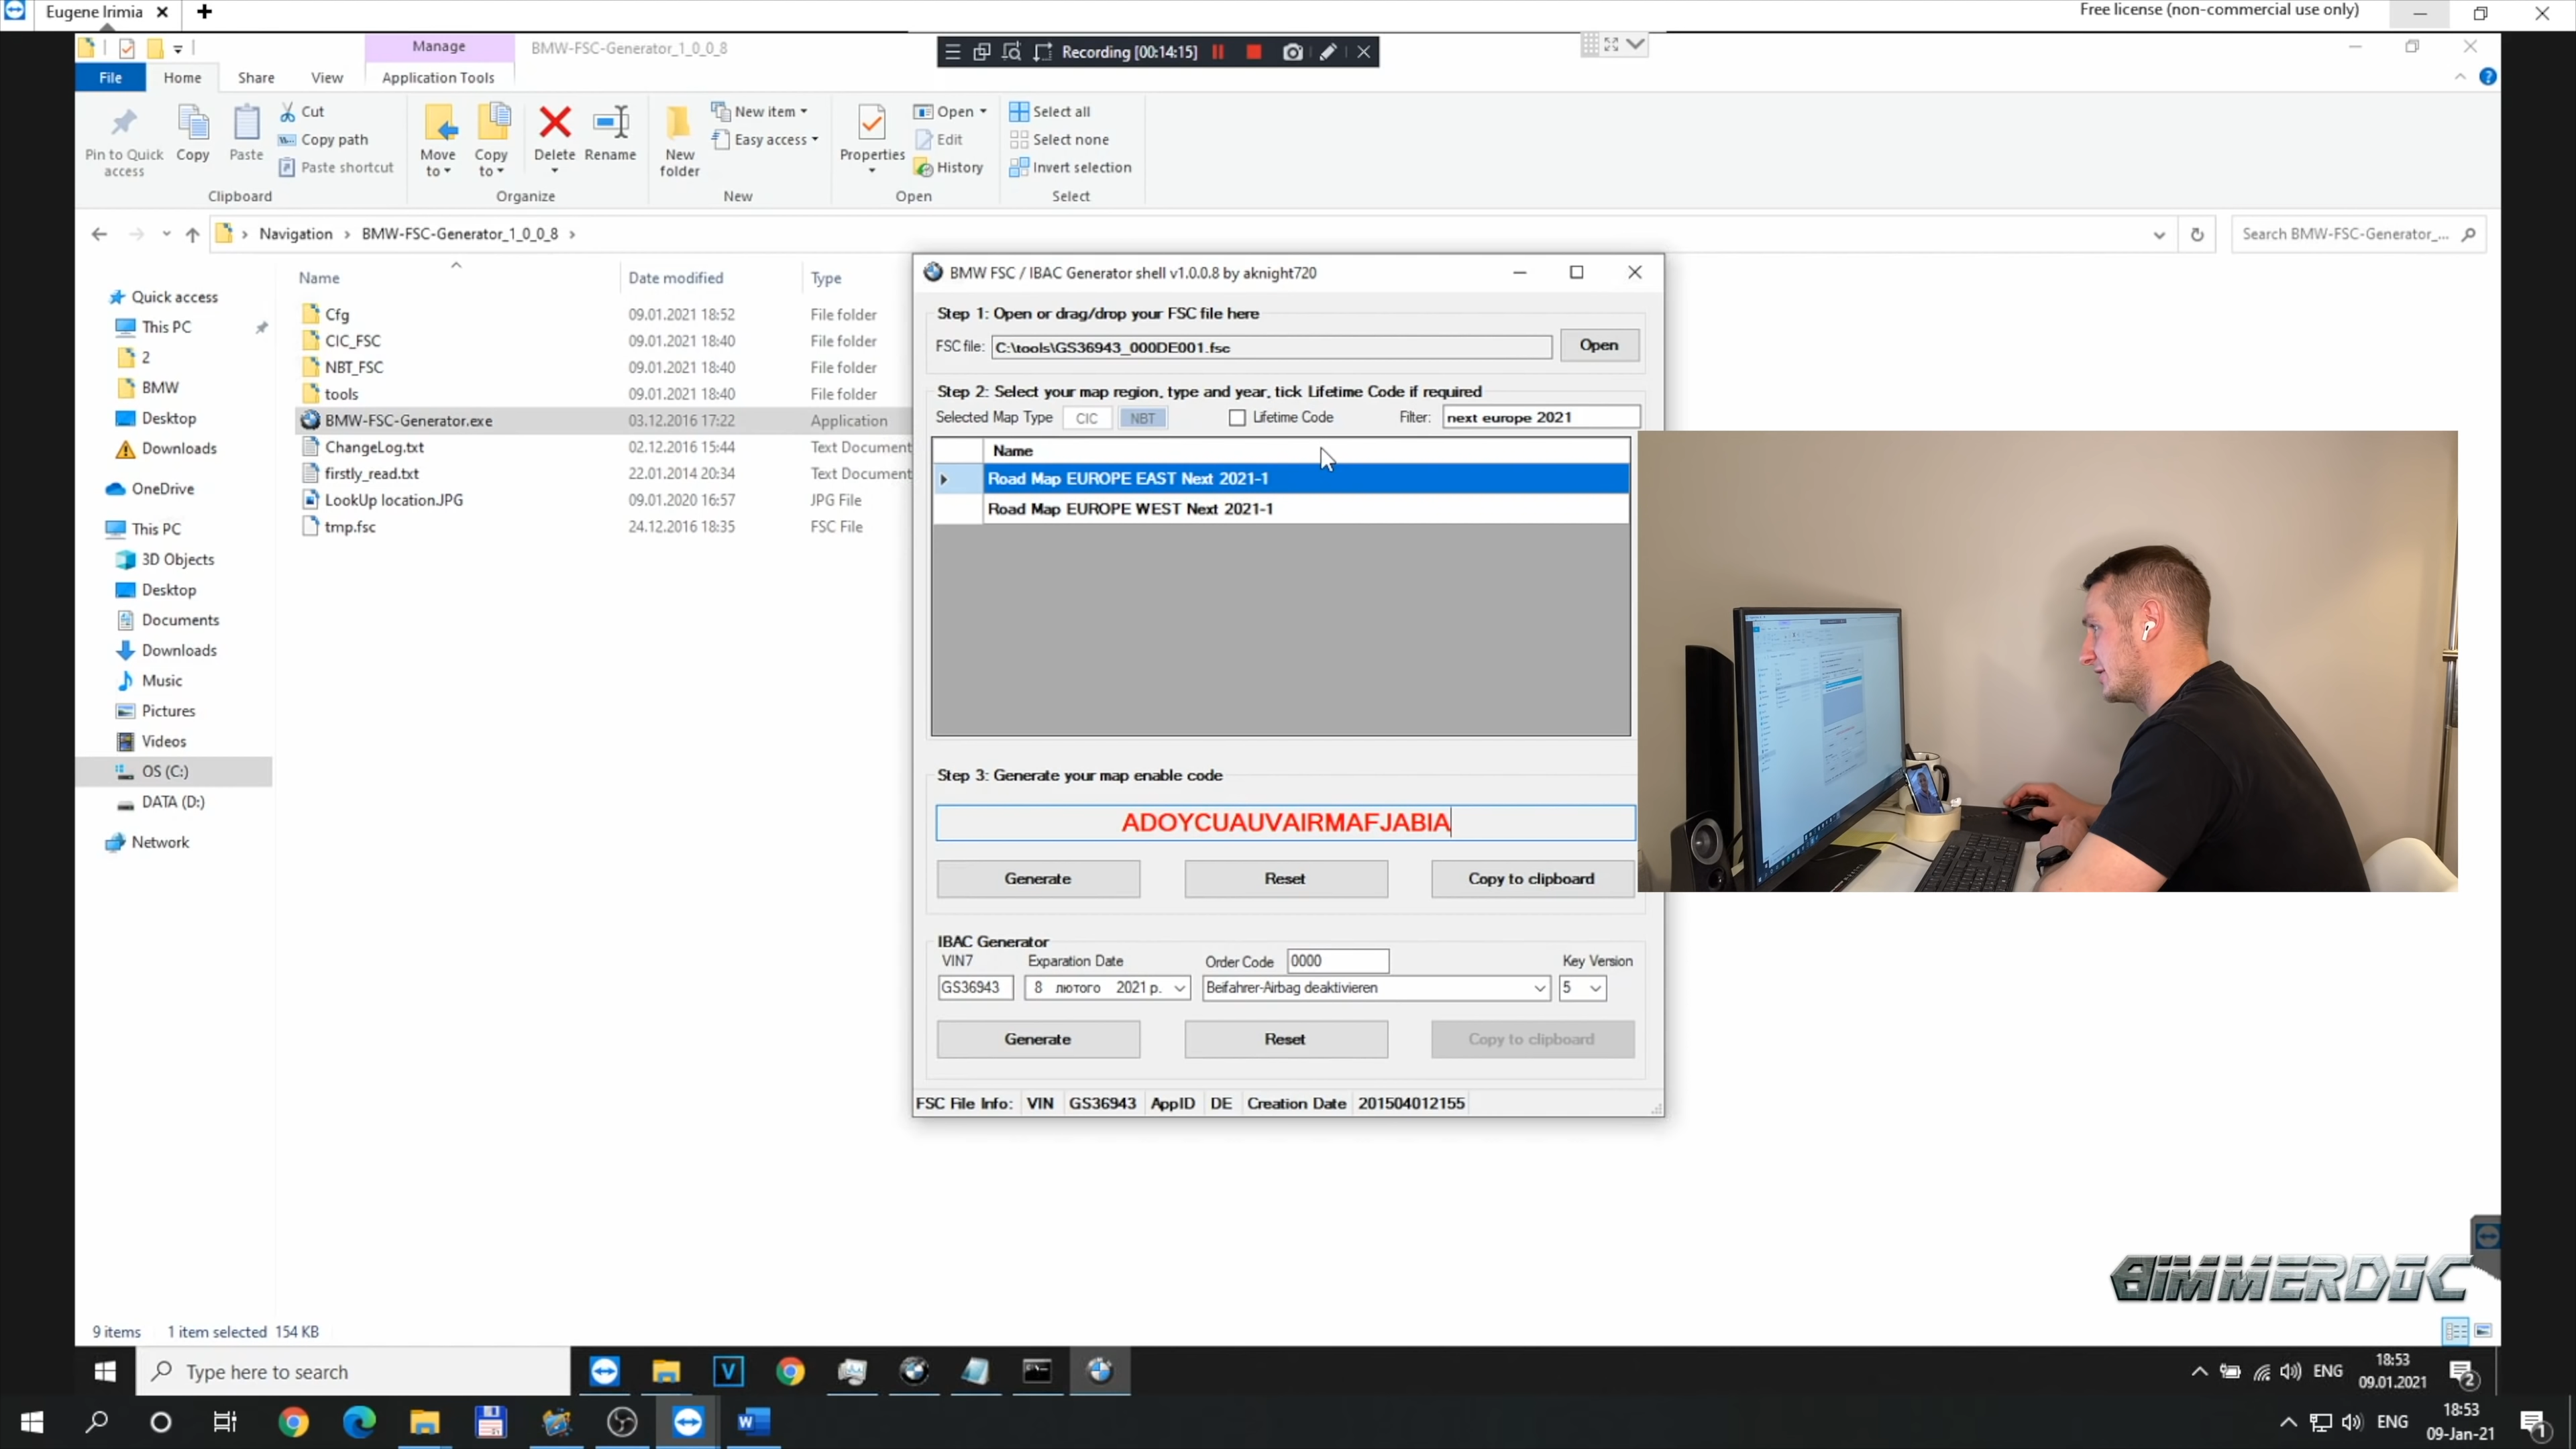 Eugene Irimia
Free license (non-commercial use only)
Manage
BMW-FSC-Generator_1_0_0_8
Recording [00:14:15]
File
Home
Share
View
Application Tools
Pin to Quick access
Copy
Paste
Cut
Copy path
Paste shortcut
Move to
Copy to
Delete
Rename
New folder
New item
Easy access
Properties
Open
Edit
History
Select all
Select none
Invert selection
Clipboard
Organize
New
Open
Select
Navigation > BMW-FSC-Generator_1_0_0_8 >
Search BMW-FSC-Generator_...
Quick access
This PC
2
BMW
Desktop
Downloads
OneDrive
This PC
3D Objects
Desktop
Documents
Downloads
Music
Pictures
Videos
OS (C:)
DATA (D:)
Network
Name Date modified Type
Cfg 09.01.2021 18:52 File folder
CIC_FSC 09.01.2021 18:40 File folder
NBT_FSC 09.01.2021 18:40 File folder
tools 09.01.2021 18:40 File folder
BMW-FSC-Generator.exe 03.12.2016 17:22 Application
ChangeLog.txt 02.12.2016 15:44 Text Document
firstly_read.txt 22.01.2014 20:34 Text Document
LookUp location.JPG 09.01.2020 16:57 JPG File
tmp.fsc 24.12.2016 18:35 FSC File
BMW FSC / IBAC Generator shell v1.0.0.8 by aknight720
Step 1: Open or drag/drop your FSC file here
FSC file: C:\tools\GS36943_000DE001.fsc Open
Step 2: Select your map region, type and year, tick Lifetime Code if required
Selected Map Type CIC NBT Lifetime Code Filter: next europe 2021
Name
Road Map EUROPE EAST Next 2021-1
Road Map EUROPE WEST Next 2021-1
Step 3: Generate your map enable code
ADOYCUAUVAIRMAFJABIA
Generate Reset Copy to clipboard
IBAC Generator
VIN7 Exparation Date Order Code 0000 Key Version
GS36943 8 лютого 2021 р. Beifahrer-Airbag deaktivieren 5
Generate Reset Copy to clipboard
FSC File Info: VIN GS36943 AppID DE Creation Date 201504012155
BIMMERDOC
9 items 1 item selected 154 KB
Type here to search
V
ENG
18:53
09.01.2021
2
W
ENG
18:53
09-Jan-21
1